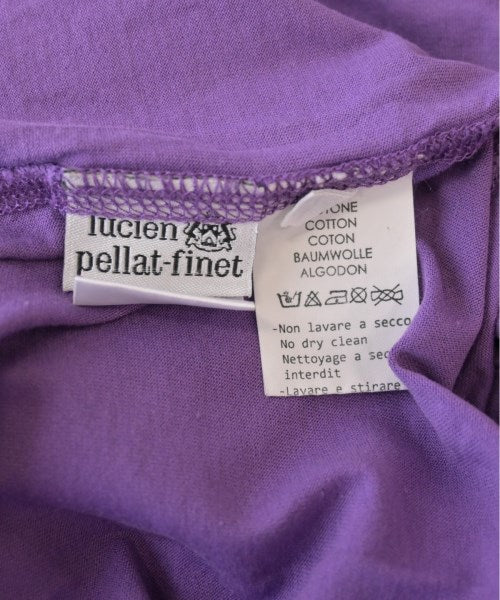 lucien
pellat-finet
COTTON
COTON
BAUMWOLLE
ALGODON
-Non lavare a secco
No dry clean
Nettoyage a sec
interdit
-Lavare e stirare